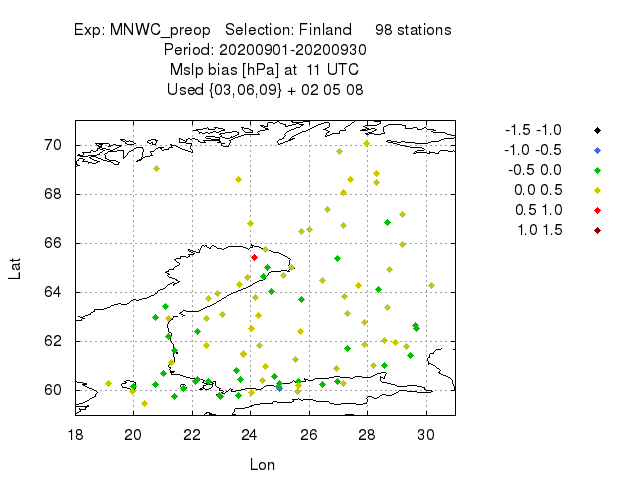 Exp: MNWC_preop   Selection: Finland     98 stations
Period: 20200901-20200930
Mslp bias [hPa] at  11 UTC
Used {03,06,09} + 02 05 08
-1.5 -1.0
-1.0 -0.5
-0.5 0.0
0.0 0.5
0.5 1.0
1.0 1.5
70
68
66
64
62
60
Lat
18 20 22 24 26 28 30
Lon